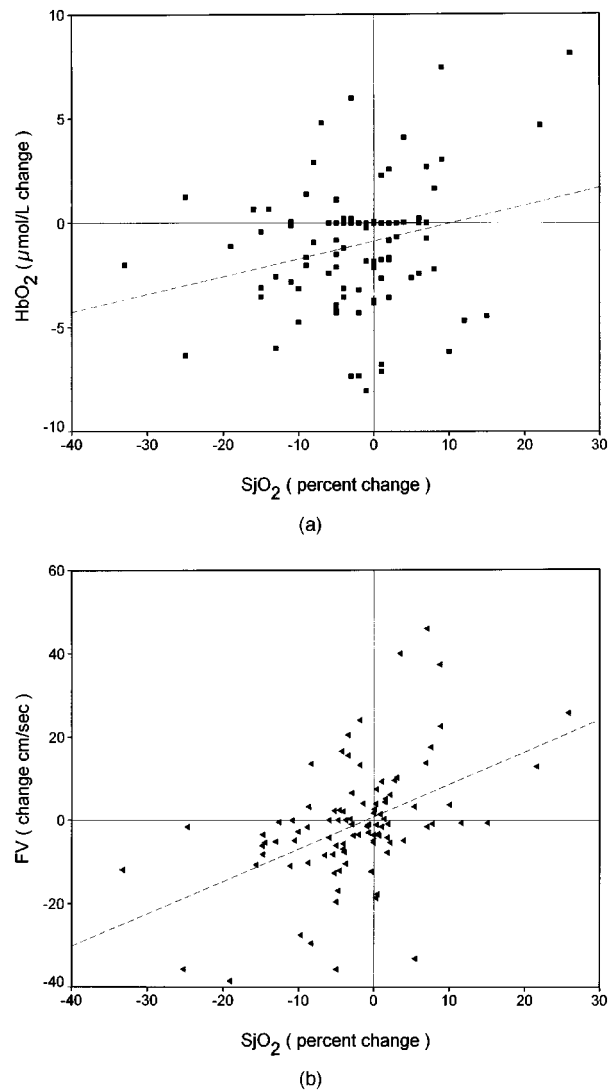 10
5
0
-5
-10
HbO₂ ( µmol/L change )
-40 -30 -20 -10 0 10 20 30
SjO₂ ( percent change )
(a)
60
40
20
0
-20
-40
FV ( change cm/sec )
-40 -30 -20 -10 0 10 20 30
SjO₂ ( percent change )
(b)